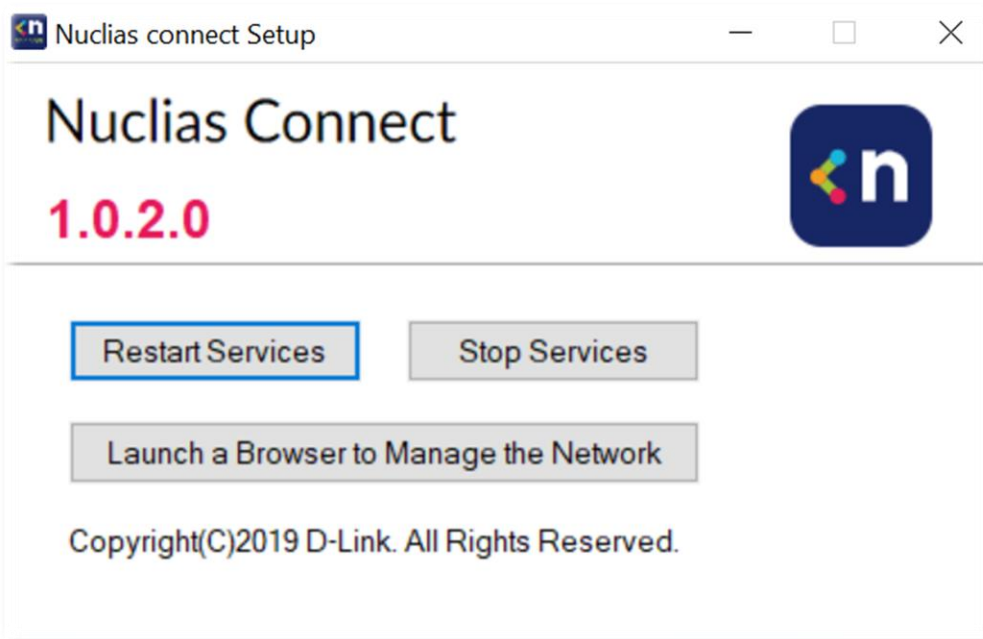 Nuclias connect Setup
Nuclias Connect
n
1.0.2.0
Restart Services
Stop Services
Launch a Browser to Manage the Network
Copyright(C)2019 D-Link. All Rights Reserved.